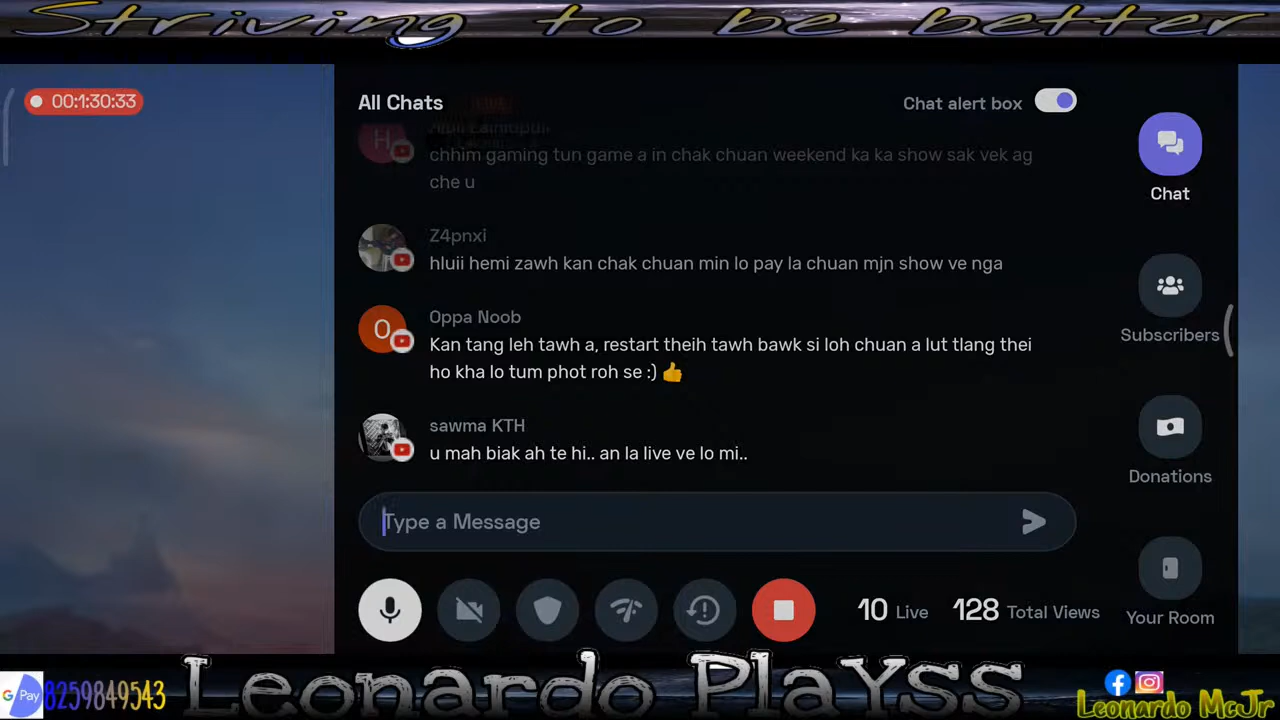 Striving to be better
00:1:30:33
All Chats
Chat alert box
chhim gaming tun game a in chak chuan weekend ka ka show sak vek ag
che u
Z4pnxi
hluii hemi zawh kan chak chuan min lo pay la chuan mjn show ve nga
Oppa Noob
Kan tang leh tawh a, restart theih tawh bawk si loh chuan a lut tlang thei
ho kha lo tum phot roh se :) 👍
sawma KTH
u mah biak ah te hi.. an la live ve lo mi..
Type a Message
10 Live 128 Total Views
Chat
Subscribers
Donations
Your Room
G Pay 8259849543
Leonardo PlaYSS
Leonardo McJr